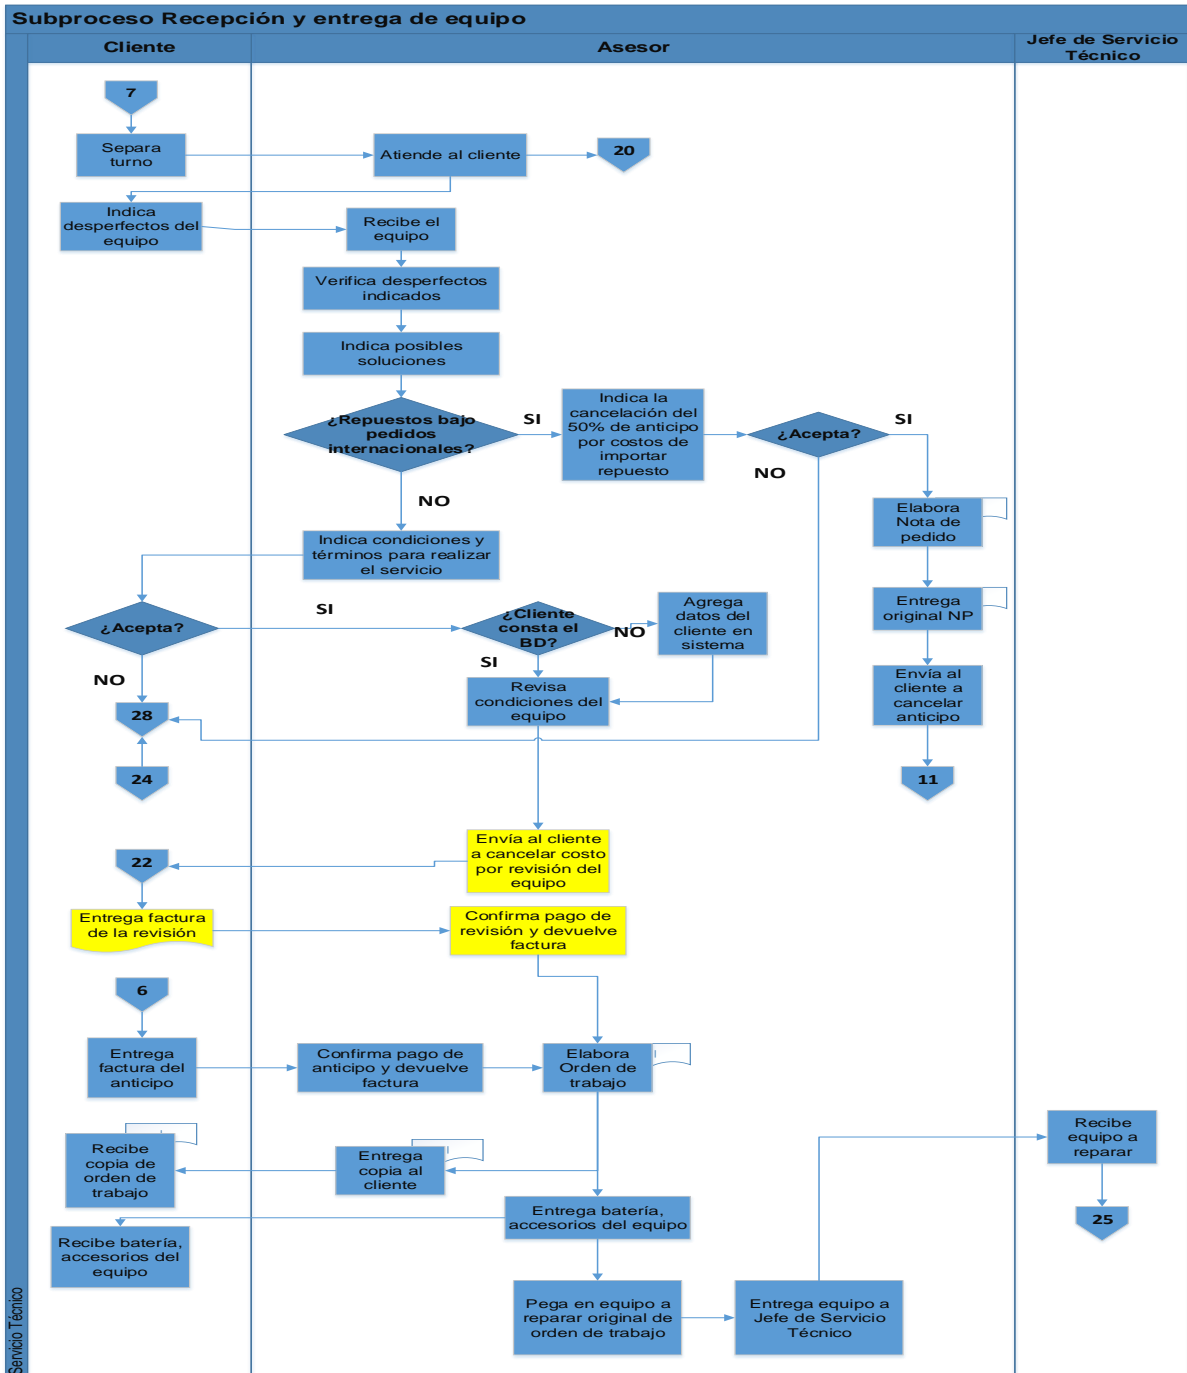 Subproceso Recepción y entrega de equipo
Cliente
Asesor
Jefe de Servicio
Técnico
Servicio Técnico
7
Separa
turno
Atiende al cliente
20
Indica
desperfectos del
equipo
Recibe el
equipo
Verifica desperfectos
indicados
Indica posibles
soluciones
¿Repuestos bajo
pedidos
internacionales?
SI
NO
Indica la
cancelación del
50% de anticipo
por costos de
importar
repuesto
¿Acepta?
SI
NO
Elabora
Nota de
pedido
Indica condiciones y
términos para realizar
el servicio
Entrega
original NP
¿Acepta?
SI
NO
¿Cliente
consta el
BD?
NO
SI
Agrega
datos del
cliente en
sistema
Revisa
condiciones del
equipo
Envía al
cliente a
cancelar
anticipo
28
24
11
Envía al cliente
a cancelar costo
por revisión del
equipo
22
Entrega factura
de la revisión
Confirma pago de
revisión y devuelve
factura
6
Entrega
factura del
anticipo
Confirma pago de
anticipo y devuelve
factura
Elabora
Orden de
trabajo
Recibe
copia de
orden de
trabajo
Entrega
copia al
cliente
Recibe
equipo a
reparar
25
Entrega batería,
accesorios del equipo
Recibe batería,
accesorios del
equipo
Pega en equipo a
reparar original de
orden de trabajo
Entrega equipo a
Jefe de Servicio
Técnico